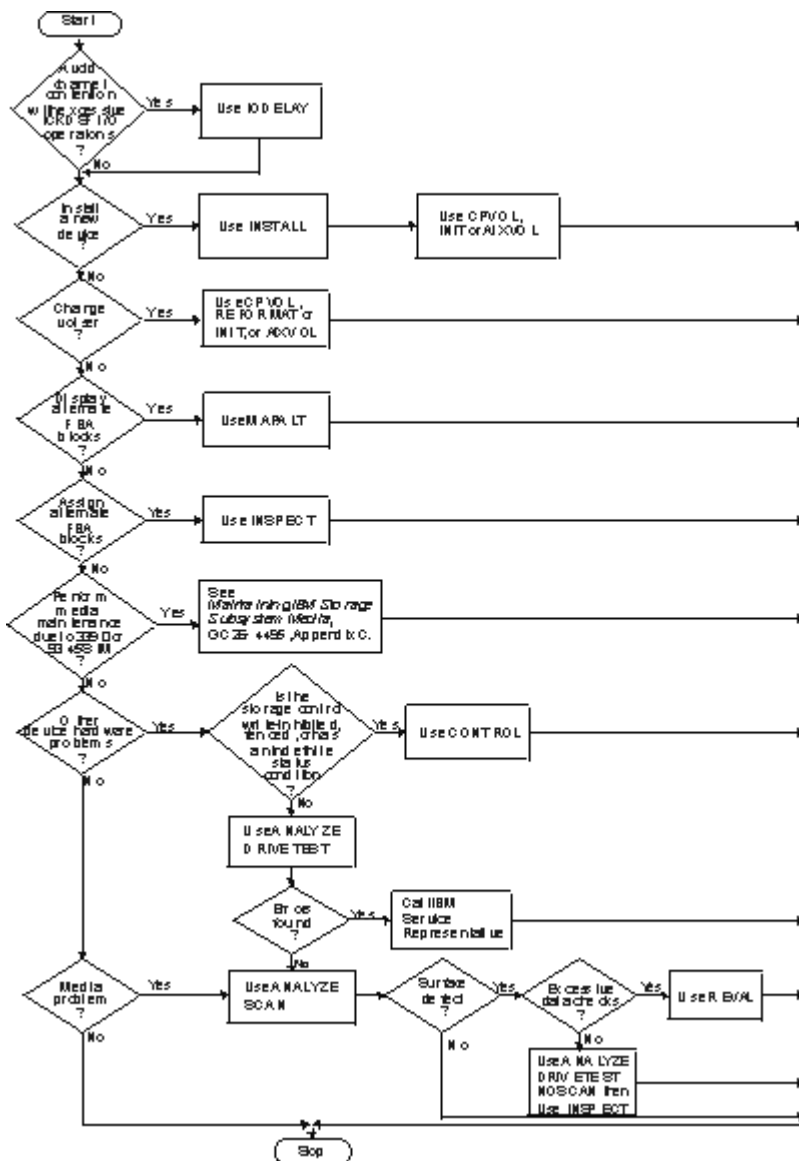 Start
Avoid
channel
contention
with excessive
ICKDSF I/O
operations
?
Yes
Use IODELAY
No
Install
a new
device
?
Yes
Use INSTALL
Use CPVOL,
INIT or AIXVOL
No
Change
volser
?
Yes
Use CPVOL,
REFORMAT or
INIT, or AIXVOL
No
Display
alternate
FBA
blocks
?
Yes
Use MAPALT
No
Assign
alternate
FBA
blocks
?
Yes
Use INSPECT
No
Perform
media
maintenance
due to 3390 or
9345 SIM
?
Yes
See
Maintaining IBM Storage
Subsystem Media,
GC26-4495, Appendix C.
No
Other
device hardware
problems
?
Yes
Is the
storage control
write-inhibited,
fenced, or has
an indefinite
status
condition
?
Yes
Use CONTROL
No
No
Use ANALYZE
DRIVETEST
Errors
found
?
Yes
Call IBM
Service
Representative
No
Media
problem
?
Yes
Use ANALYZE
SCAN
Surface
defect
?
Yes
Excessive
data checks
?
Yes
Use REVAL
No
No
No
Use ANALYZE
DRIVETEST
NOSCAN then
Use INSPECT
Stop